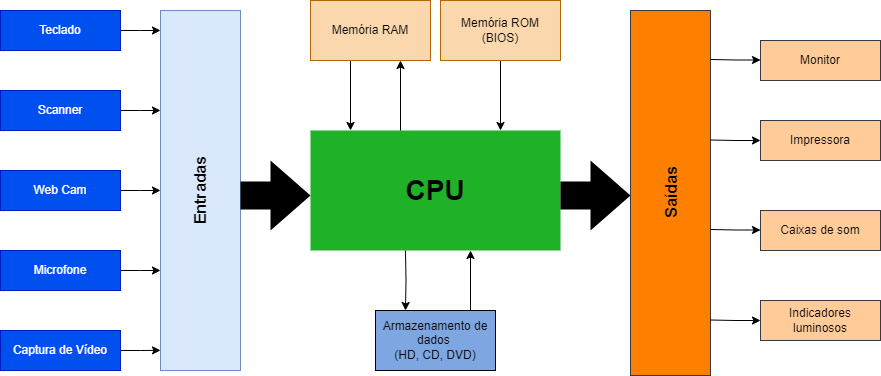 Teclado
Scanner
Web Cam
Microfone
Captura de Vídeo
Entradas
Memória RAM
Memória ROM
(BIOS)
CPU
Armazenamento de
dados
(HD, CD, DVD)
Saídas
Monitor
Impressora
Caixas de som
Indicadores
luminosos